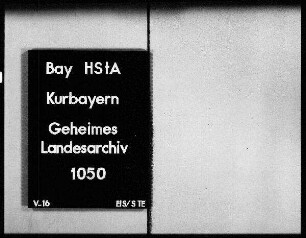 Bay HStA
Kurbayern
Geheimes
Landesarchiv
1050
V.16 EIS/STE